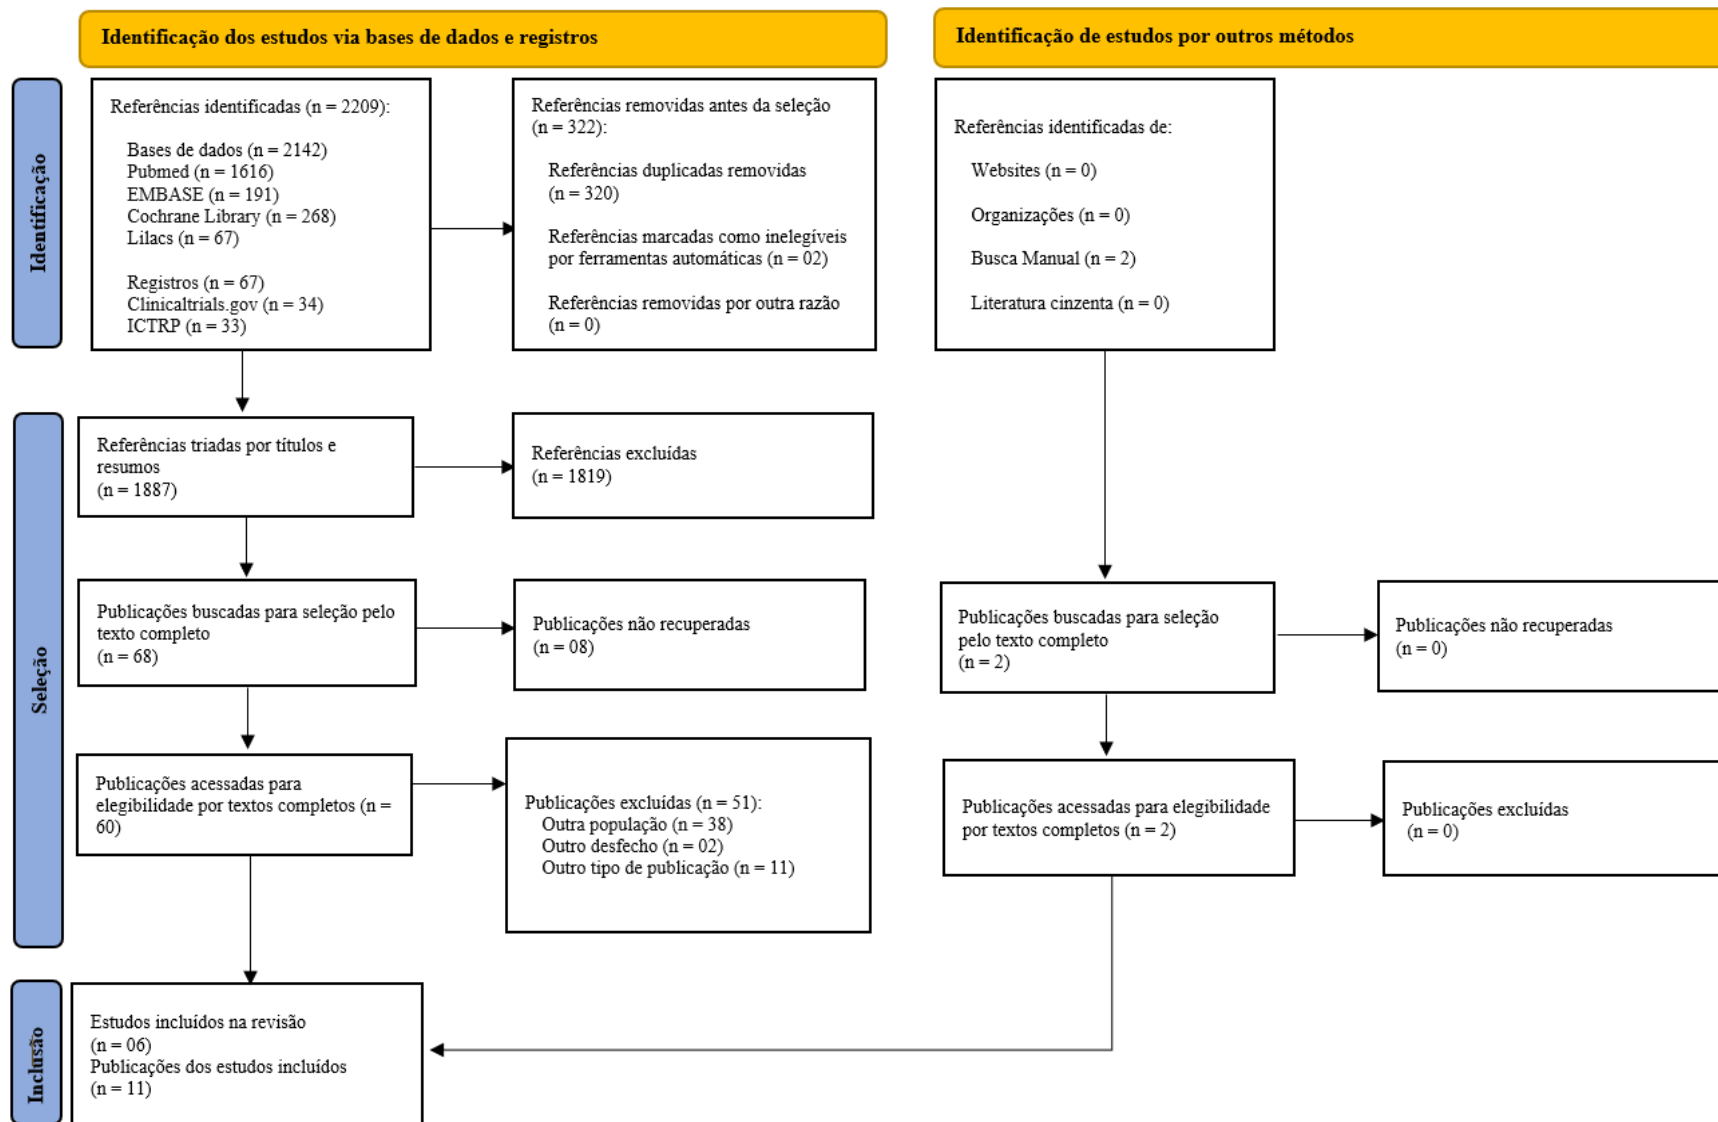 Identificação dos estudos via bases de dados e registros
Identificação de estudos por outros métodos
Identificação
Referências identificadas (n = 2209):
Bases de dados (n = 2142)
Pubmed (n = 1616)
EMBASE (n = 191)
Cochrane Library (n = 268)
Lilacs (n = 67)
Registros (n = 67)
Clinicaltrials.gov (n = 34)
ICTRP (n = 33)
Referências removidas antes da seleção
(n = 322):
Referências duplicadas removidas
(n = 320)
Referências marcadas como inelegíveis
por ferramentas automáticas (n = 02)
Referências removidas por outra razão
(n = 0)
Referências identificadas de:
Websites (n = 0)
Organizações (n = 0)
Busca Manual (n = 2)
Literatura cinzenta (n = 0)
Seleção
Referências triadas por títulos e
resumos
(n = 1887)
Referências excluídas
(n = 1819)
Publicações buscadas para seleção pelo
texto completo
(n = 68)
Publicações não recuperadas
(n = 08)
Publicações buscadas para seleção
pelo texto completo
(n = 2)
Publicações não recuperadas
(n = 0)
Publicações acessadas para
elegibilidade por textos completos (n =
60)
Publicações excluídas (n = 51):
Outra população (n = 38)
Outro desfecho (n = 02)
Outro tipo de publicação (n = 11)
Publicações acessadas para elegibilidade
por textos completos (n = 2)
Publicações excluídas
(n = 0)
Inclusão
Estudos incluídos na revisão
(n = 06)
Publicações dos estudos incluídos
(n = 11)